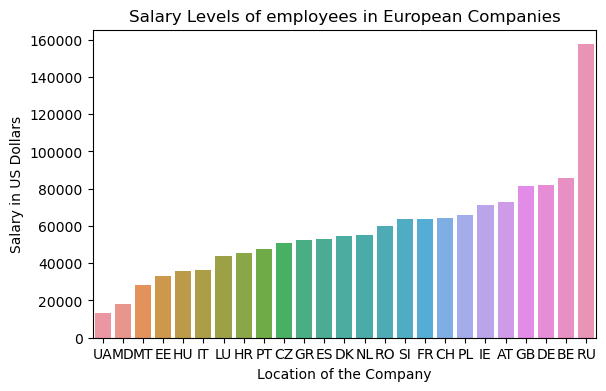 Salary Levels of employees in European Companies
Salary in US Dollars
160000
140000
120000
100000
80000
60000
40000
20000
0
UA MD MT EE HU IT LU HR PT CZ GR ES DK NL RO SI FR CH PL IE AT GB DE BE RU
Location of the Company